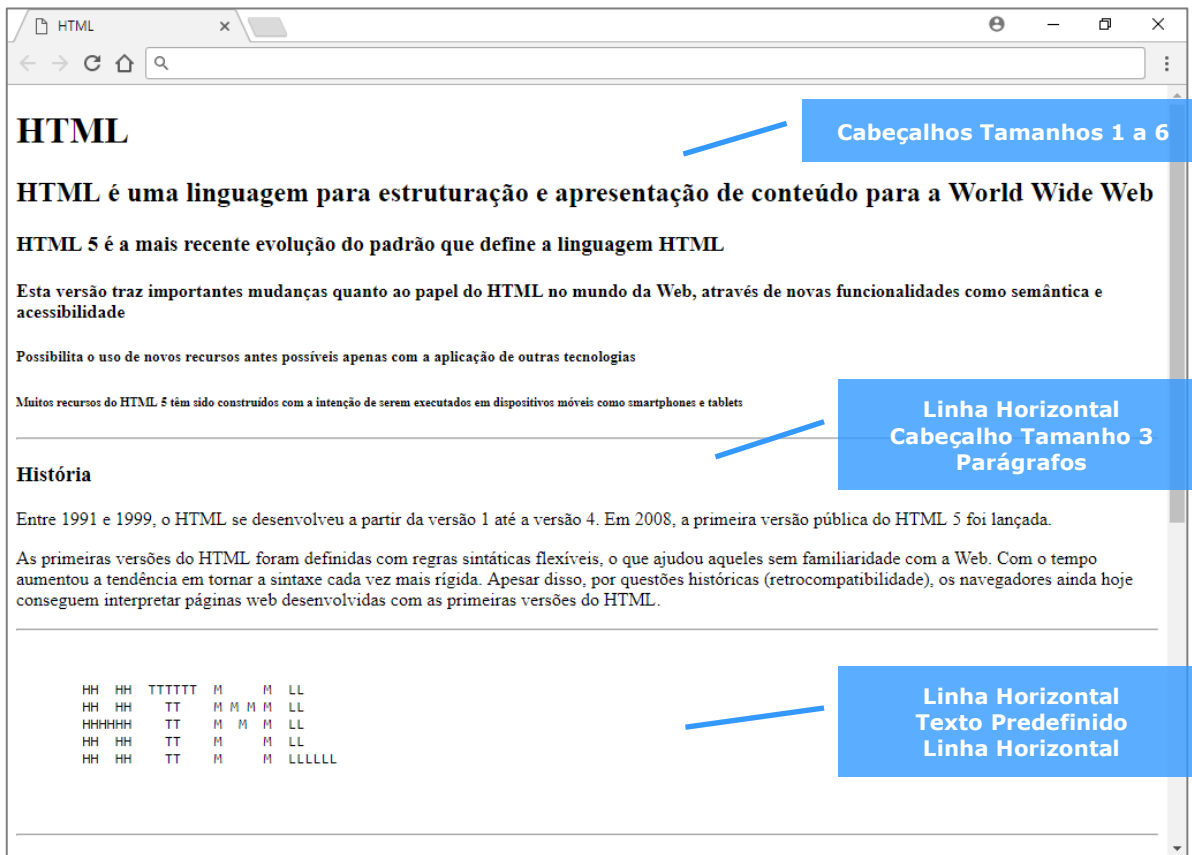 HTML
Cabeçalhos Tamanhos 1 a 6
HTML
HTML é uma linguagem para estruturação e apresentação de conteúdo para a World Wide Web
HTML 5 é a mais recente evolução do padrão que define a linguagem HTML
Esta versão traz importantes mudanças quanto ao papel do HTML no mundo da Web, através de novas funcionalidades como semântica e
acessibilidade
Possibilita o uso de novos recursos antes possíveis apenas com a aplicação de outras tecnologias
Muitos recursos do HTML 5 têm sido construídos com a intenção de serem executados em dispositivos móveis como smartphones e tablets
Linha Horizontal
Cabeçalho Tamanho 3
Parágrafos
História
Entre 1991 e 1999, o HTML se desenvolveu a partir da versão 1 até a versão 4. Em 2008, a primeira versão pública do HTML 5 foi lançada.
As primeiras versões do HTML foram definidas com regras sintáticas flexíveis, o que ajudou aqueles sem familiaridade com a Web. Com o tempo
aumentou a tendência em tornar a sintaxe cada vez mais rígida. Apesar disso, por questões históricas (retrocompatibilidade), os navegadores ainda hoje
conseguem interpretar páginas web desenvolvidas com as primeiras versões do HTML.
HH  HH  TTTTTT  M     M  LL
HH  HH    TT    M M M M  LL
HHHHHH    TT    M  M  M  LL
HH  HH    TT    M     M  LL
HH  HH    TT    M     M  LLLLLL
Linha Horizontal
Texto Predefinido
Linha Horizontal